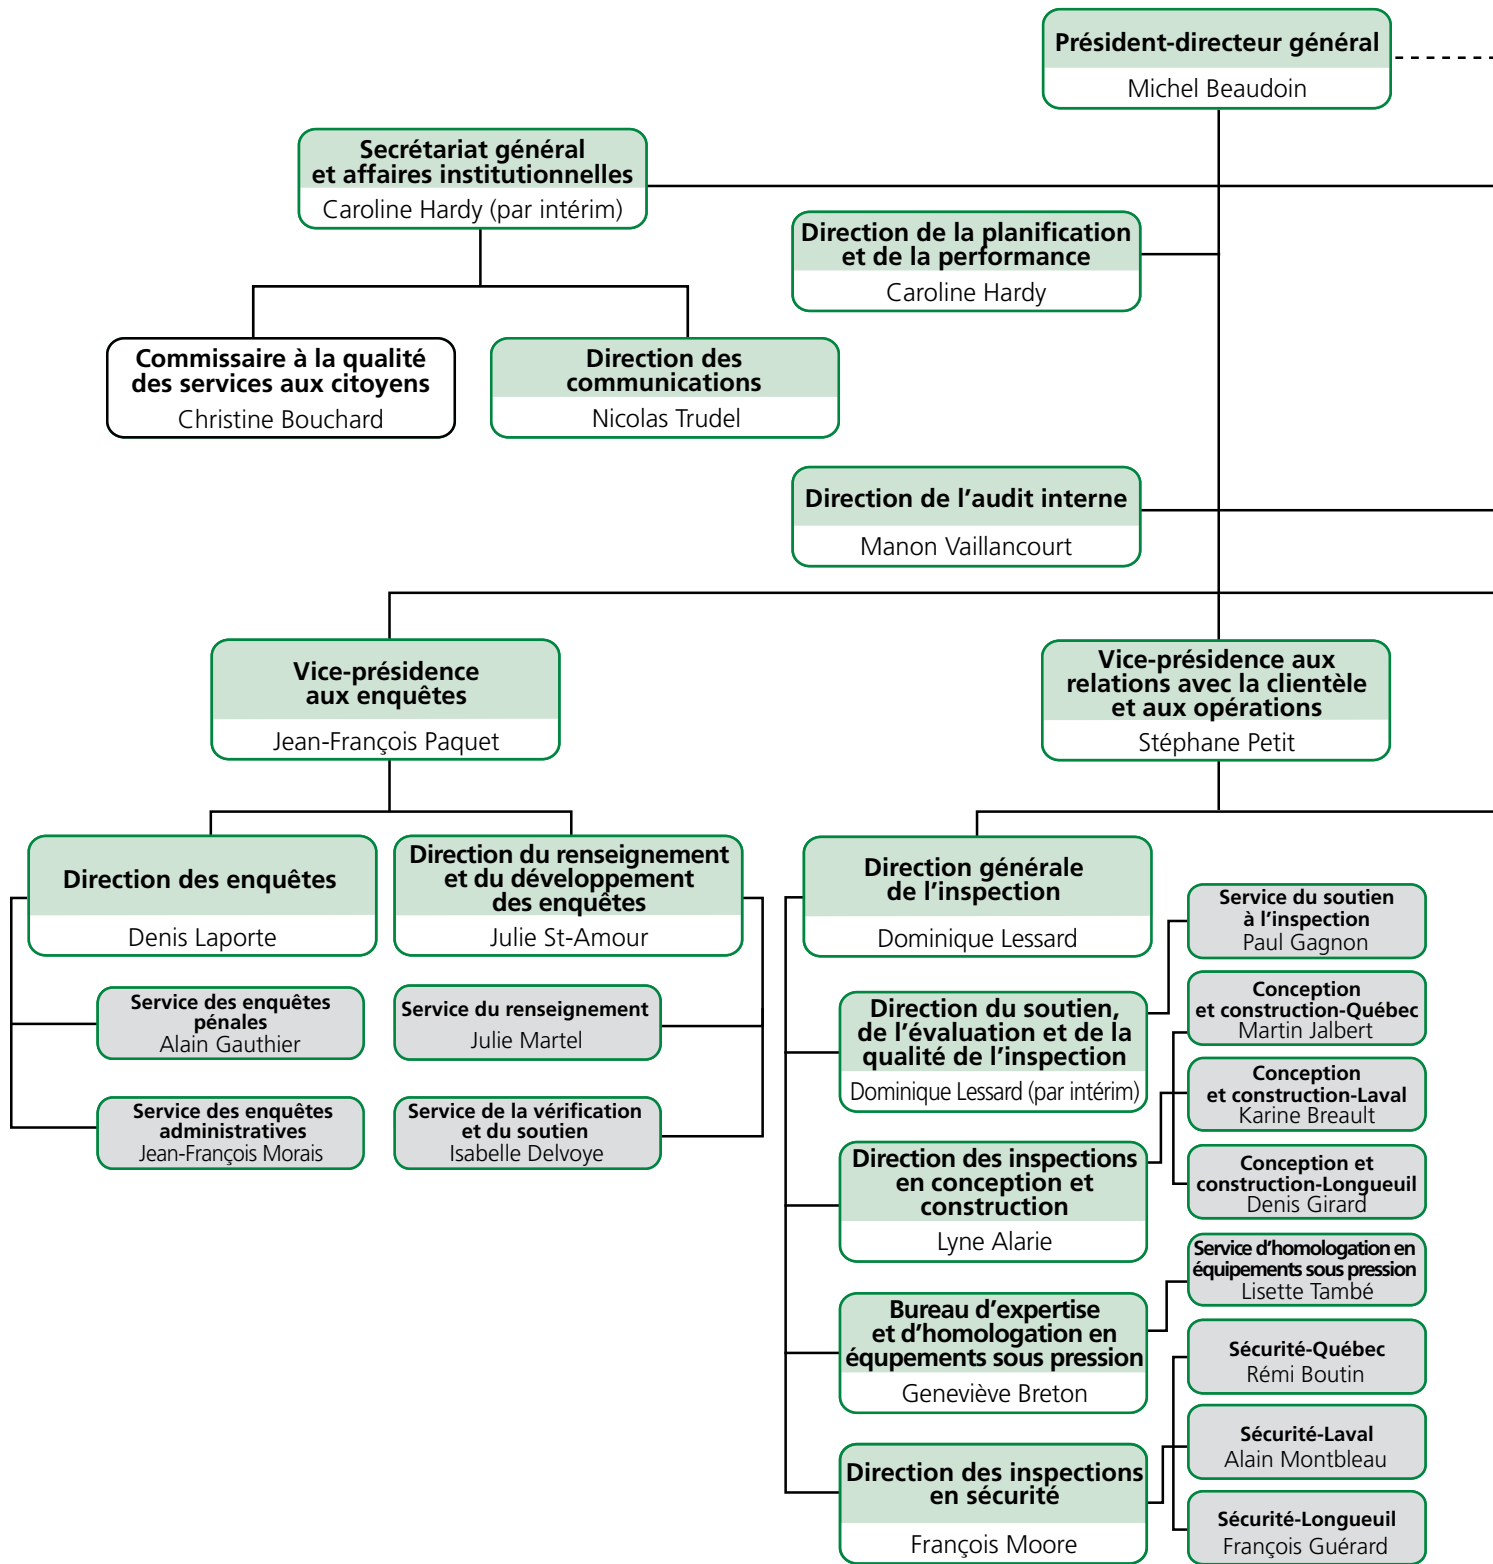 Président-directeur général
Michel Beaudoin
Secrétariat général
et affaires institutionnelles
Caroline Hardy (par intérim)
Direction de la planification
et de la performance
Caroline Hardy
Commissaire à la qualité
des services aux citoyens
Christine Bouchard
Direction des
communications
Nicolas Trudel
Direction de l'audit interne
Manon Vaillancourt
Vice-présidence
aux enquêtes
Jean-François Paquet
Vice-présidence aux
relations avec la clientèle
et aux opérations
Stéphane Petit
Direction des enquêtes
Denis Laporte
Service des enquêtes
pénales
Alain Gauthier
Service des enquêtes
administratives
Jean-François Morais
Direction du renseignement
et du développement
des enquêtes
Julie St-Amour
Service du renseignement
Julie Martel
Service de la vérification
et du soutien
Isabelle Delvoye
Direction générale
de l'inspection
Dominique Lessard
Direction du soutien,
de l'évaluation et de la
qualité de l'inspection
Dominique Lessard (par intérim)
Service du soutien
à l'inspection
Paul Gagnon
Direction des inspections
en conception et
construction
Lyne Alarie
Conception
et construction-Québec
Martin Jalbert
Conception
et construction-Laval
Karine Breault
Conception et
construction-Longueuil
Denis Girard
Bureau d'expertise
et d'homologation en
équpements sous pression
Geneviève Breton
Service d'homologation en
équipements sous pression
Lisette També
Direction des inspections
en sécurité
François Moore
Sécurité-Québec
Rémi Boutin
Sécurité-Laval
Alain Montbleau
Sécurité-Longueuil
François Guérard